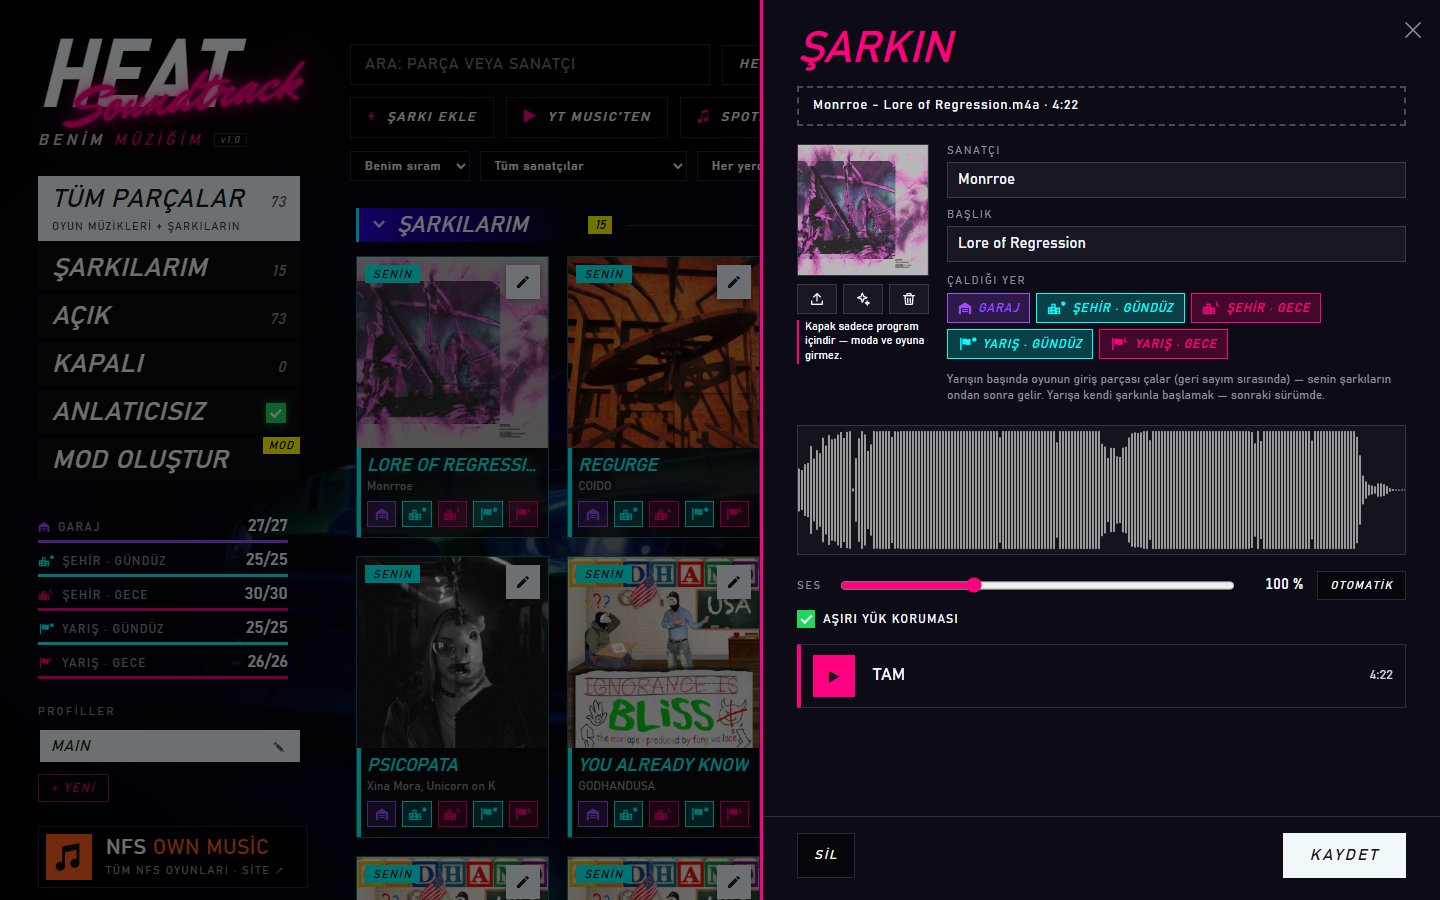 HEAT
Soundtrack
BENİM MÜZİĞİM v1.0
TÜM PARÇALAR 73
OYUN MÜZİKLERİ + ŞARKILARIN
ŞARKILARIM 15
AÇIK 73
KAPALI 0
ANLATICISIZ
MOD
MOD OLUŞTUR
GARAJ 27/27
ŞEHİR · GÜNDÜZ 25/25
ŞEHİR · GECE 30/30
YARIŞ · GÜNDÜZ 25/25
YARIŞ · GECE 26/26
PROFİLLER
MAIN
+ YENİ
NFS OWN MUSIC
TÜM NFS OYUNLARI · SİTE ↗
ARA: PARÇA VEYA SANATÇI
HE
+ ŞARKI EKLE
YT MUSIC'TEN
SPOT
Benim sıram
Tüm sanatçılar
Her yerd
ŞARKILARIM 15
SENİN
LORE OF REGRESSI...
Monrroe
SENİN
REGURGE
COIDO
SENİN
PSICOPATA
Xina Mora, Unicorn on K
SENİN
USA
IGNORANCE IS
BLISS
the mixtape - produced by tony wallace
YOU ALREADY KNOW
GODHANDUSA
SENİN
SENİN
ŞARKIN
Monrroe - Lore of Regression.m4a · 4:22
SANATÇI
Monrroe
BAŞLIK
Lore of Regression
Kapak sadece program
içindir — moda ve oyuna
girmez.
ÇALDIĞI YER
GARAJ
ŞEHİR · GÜNDÜZ
ŞEHİR · GECE
YARIŞ · GÜNDÜZ
YARIŞ · GECE
Yarışın başında oyunun giriş parçası çalar (geri sayım sırasında) — senin şarkıların
ondan sonra gelir. Yarışa kendi şarkınla başlamak — sonraki sürümde.
SES 100 % OTOMATİK
AŞIRI YÜK KORUMASI
TAM 4:22
SİL
KAYDET